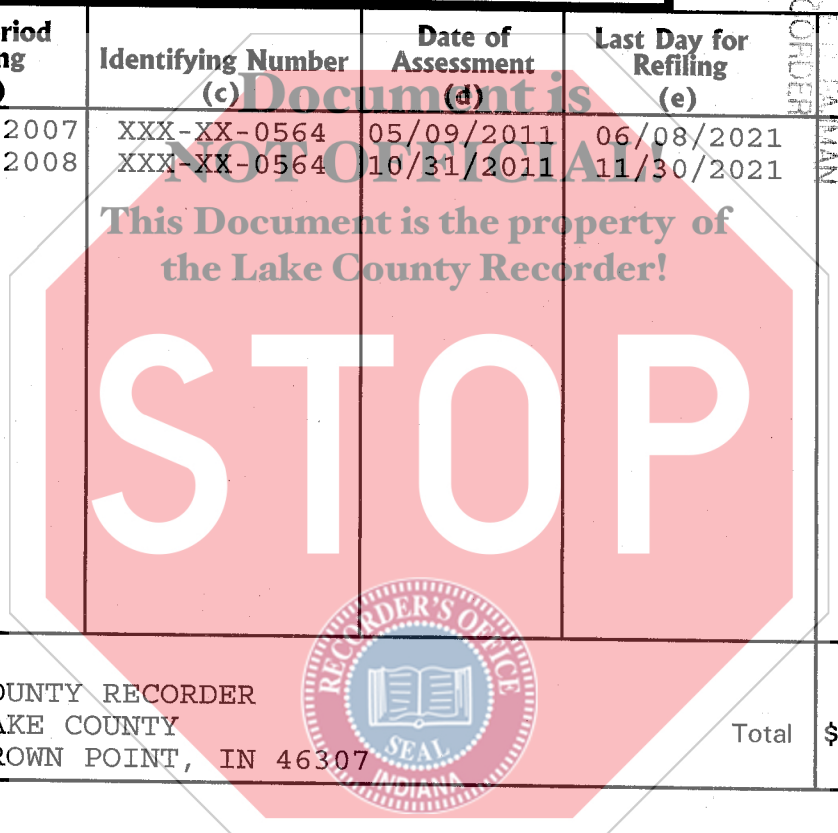 riod
ng
)
Identifying Number
(c)
Date of
Assessment
(d)
Last Day for
Refiling
(e)
2007 XXX-XX-0564 05/09/2011 06/08/2021
2008 XXX-XX-0564 10/31/2011 11/30/2021
Document is
NOT OFFICIAL!
This Document is the property of
the Lake County Recorder!
STOP
RECORDER'S OFFICE
SEAL
INDIANA
OUNTY RECORDER
AKE COUNTY
ROWN POINT, IN 46307
Total $
CORDER